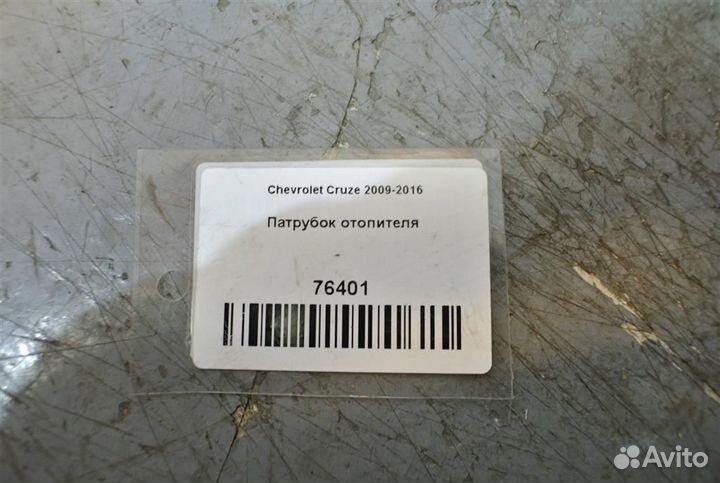 Chevrolet Cruze 2009-2016
Патрубок отопителя
76401
Avito